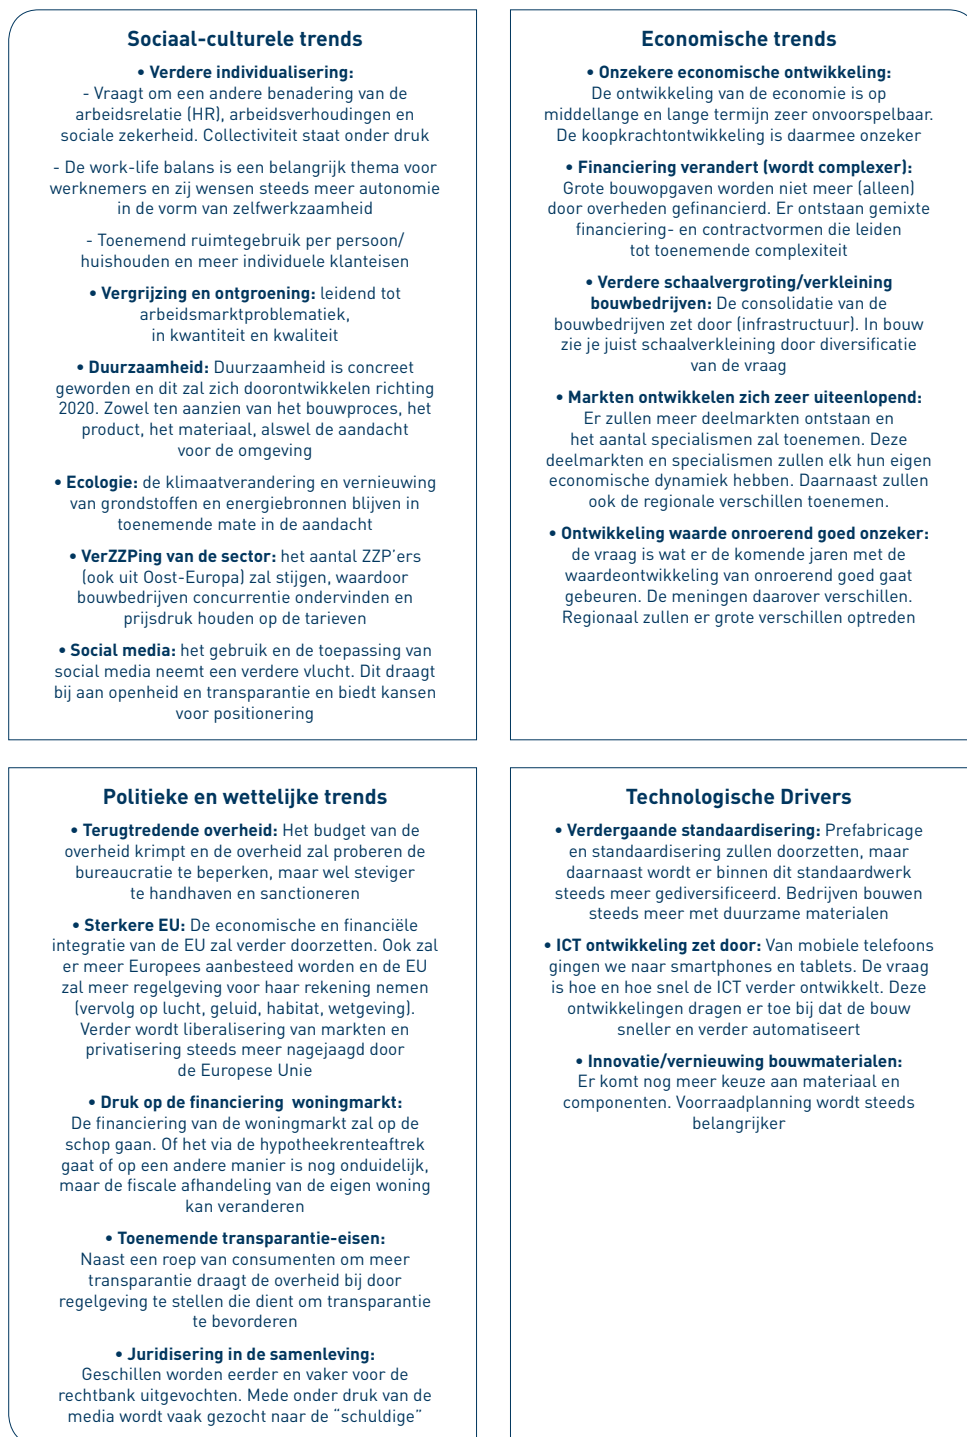 Sociaal-culturele trends
• Verdere individualisering:
- Vraagt om een andere benadering van de
arbeidsrelatie (HR), arbeidsverhoudingen en
sociale zekerheid. Collectiviteit staat onder druk
- De work-life balans is een belangrijk thema voor
werknemers en zij wensen steeds meer autonomie
in de vorm van zelfwerkzaamheid
- Toenemend ruimtegebruik per persoon/
huishouden en meer individuele klanteisen
• Vergrijzing en ontgroening: leidend tot
arbeidsmarktproblematiek,
in kwantiteit en kwaliteit
• Duurzaamheid: Duurzaamheid is concreet
geworden en dit zal zich doorontwikkelen richting
2020. Zowel ten aanzien van het bouwproces, het
product, het materiaal, alswel de aandacht
voor de omgeving
• Ecologie: de klimaatverandering en vernieuwing
van grondstoffen en energiebronnen blijven in
toenemende mate in de aandacht
• VerZZPing van de sector: het aantal ZZP'ers
(ook uit Oost-Europa) zal stijgen, waardoor
bouwbedrijven concurrentie ondervinden en
prijsdruk houden op de tarieven
• Social media: het gebruik en de toepassing van
social media neemt een verdere vlucht. Dit draagt
bij aan openheid en transparantie en biedt kansen
voor positionering
Economische trends
• Onzekere economische ontwikkeling:
De ontwikkeling van de economie is op
middellange en lange termijn zeer onvoorspelbaar.
De koopkrachtontwikkeling is daarmee onzeker
• Financiering verandert (wordt complexer):
Grote bouwopgaven worden niet meer (alleen)
door overheden gefinancierd. Er ontstaan gemixte
financiering- en contractvormen die leiden
tot toenemende complexiteit
• Verdere schaalvergroting/verkleining
bouwbedrijven: De consolidatie van de
bouwbedrijven zet door (infrastructuur). In bouw
zie je juist schaalverkleining door diversificatie
van de vraag
• Markten ontwikkelen zich zeer uiteenlopend:
Er zullen meer deelmarkten ontstaan en
het aantal specialismen zal toenemen. Deze
deelmarkten en specialismen zullen elk hun eigen
economische dynamiek hebben. Daarnaast zullen
ook de regionale verschillen toenemen.
• Ontwikkeling waarde onroerend goed onzeker:
de vraag is wat er de komende jaren met de
waardeontwikkeling van onroerend goed gaat
gebeuren. De meningen daarover verschillen.
Regionaal zullen er grote verschillen optreden
Politieke en wettelijke trends
• Terugtredende overheid: Het budget van de
overheid krimpt en de overheid zal proberen de
bureaucratie te beperken, maar wel steviger
te handhaven en sanctioneren
• Sterkere EU: De economische en financiële
integratie van de EU zal verder doorzetten. Ook zal
er meer Europees aanbesteed worden en de EU
zal meer regelgeving voor haar rekening nemen
(vervolg op lucht, geluid, habitat, wetgeving).
Verder wordt liberalisering van markten en
privatisering steeds meer nagejaagd door
de Europese Unie
• Druk op de financiering woningmarkt:
De financiering van de woningmarkt zal op de
schop gaan. Of het via de hypotheekrenteaftrek
gaat of op een andere manier is nog onduidelijk,
maar de fiscale afhandeling van de eigen woning
kan veranderen
• Toenemende transparantie-eisen:
Naast een roep van consumenten om meer
transparantie draagt de overheid bij door
regelgeving te stellen die dient om transparantie
te bevorderen
• Juridisering in de samenleving:
Geschillen worden eerder en vaker voor de
rechtbank uitgevochten. Mede onder druk van de
media wordt vaak gezocht naar de "schuldige"
Technologische Drivers
• Verdergaande standaardisering: Prefabricage
en standaardisering zullen doorzetten, maar
daarnaast wordt er binnen dit standaardwerk
steeds meer gediversificeerd. Bedrijven bouwen
steeds meer met duurzame materialen
• ICT ontwikkeling zet door: Van mobiele telefoons
gingen we naar smartphones en tablets. De vraag
is hoe en hoe snel de ICT verder ontwikkelt. Deze
ontwikkelingen dragen er toe bij dat de bouw
sneller en verder automatiseert
• Innovatie/vernieuwing bouwmaterialen:
Er komt nog meer keuze aan materiaal en
componenten. Voorraadplanning wordt steeds
belangrijker